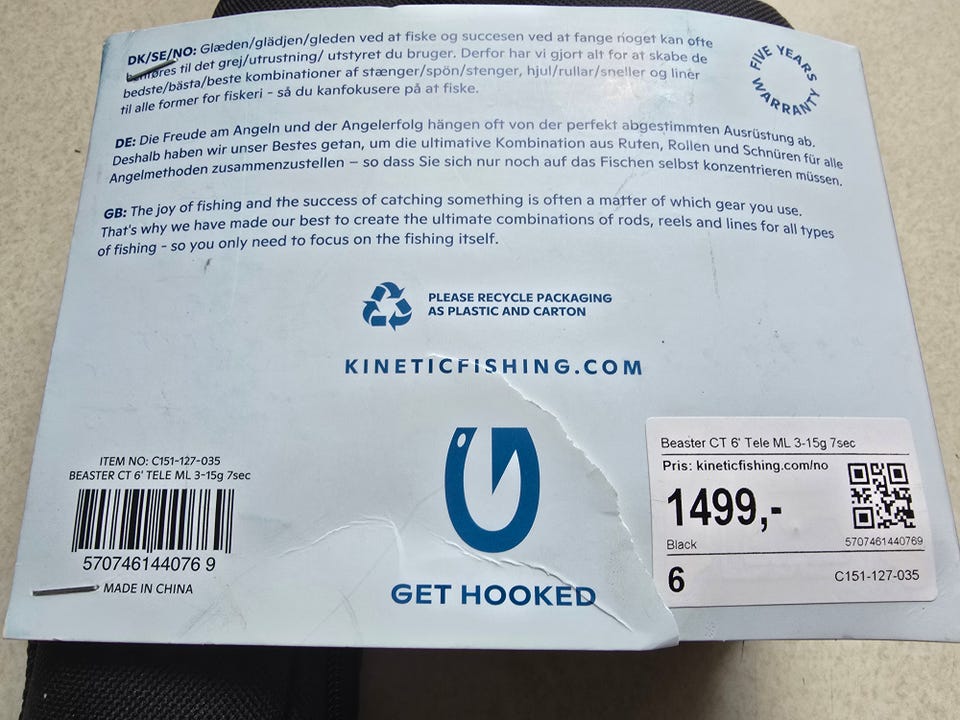 DK/SE/NO: Glæden/glädjen/gleden ved at fiske og succesen ved at fange noget kan ofte
til det grej/utrustning/ utstyret du bruger. Derfor har vi gjort alt for at skabe de
bedste/bästa/beste kombinationer af stænger/spön/stenger, hjul/rullar/sneller og liner
til alle former for fiskeri - så du kanfokusere på at fiske.
FIVE YEARS WARRANTY
DE: Die Freude am Angeln und der Angelerfolg hängen oft von der perfekt abgestimmten Ausrüstung ab.
Deshalb haben wir unser Bestes getan, um die ultimative Kombination aus Ruten, Rollen und Schnüren für alle
Angelmethoden zusammenzustellen – so dass Sie sich nur noch auf das Fischen selbst konzentrieren müssen.
GB: The joy of fishing and the success of catching something is often a matter of which gear you use.
That's why we have made our best to create the ultimate combinations of rods, reels and lines for all types
of fishing - so you only need to focus on the fishing itself.
PLEASE RECYCLE PACKAGING
AS PLASTIC AND CARTON
KINETICFISHING.COM
ITEM NO: C151-127-035
BEASTER CT 6' TELE ML 3-15g 7sec
570746144076 9
MADE IN CHINA
GET HOOKED
Beaster CT 6' Tele ML 3-15g 7sec
Pris: kineticfishing.com/no
1499,-
5707461440769
Black
6
C151-127-035